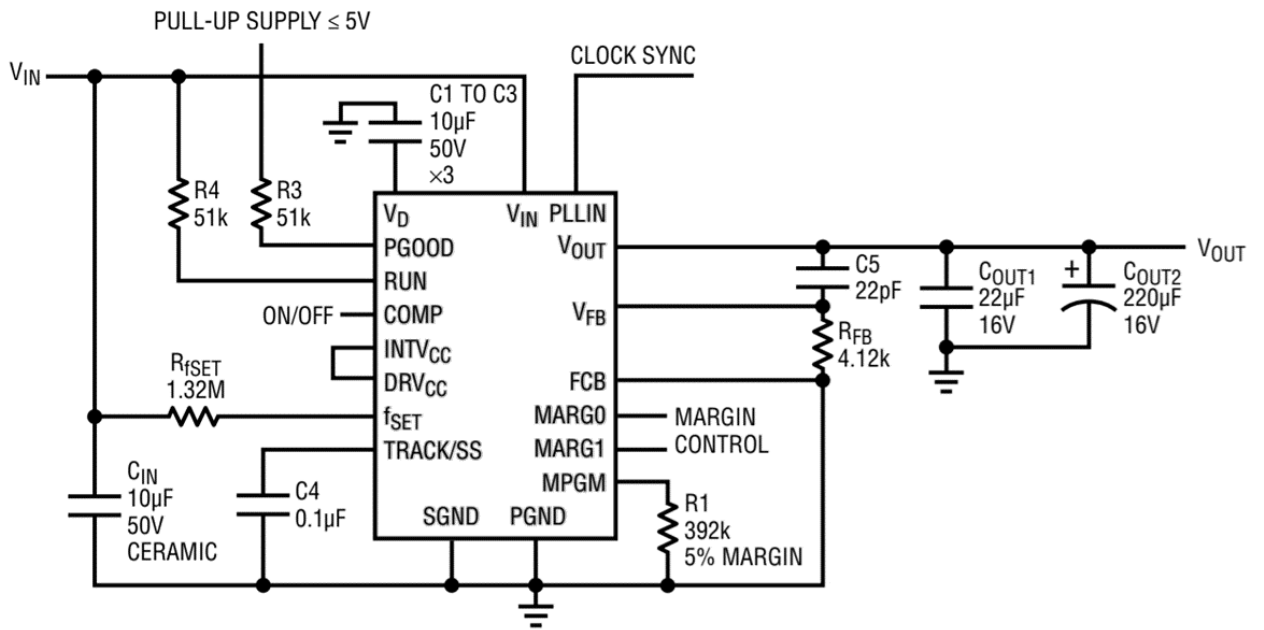 PULL-UP SUPPLY ≤ 5V
CLOCK SYNC
VIN
C1 TO C3
10µF
50V
×3
R4
51k
R3
51k
VD
VIN
PLLIN
PGOOD
VOUT
VOUT
RUN
C5
22pF
COUT1
22µF
16V
+
COUT2
220µF
16V
ON/OFF
COMP
VFB
RFB
4.12k
INTVCC
DRVCC
FCB
RfSET
1.32M
fSET
MARG0
MARG1
MARGIN
CONTROL
TRACK/SS
MPGM
CIN
10µF
50V
CERAMIC
C4
0.1µF
SGND
PGND
R1
392k
5% MARGIN